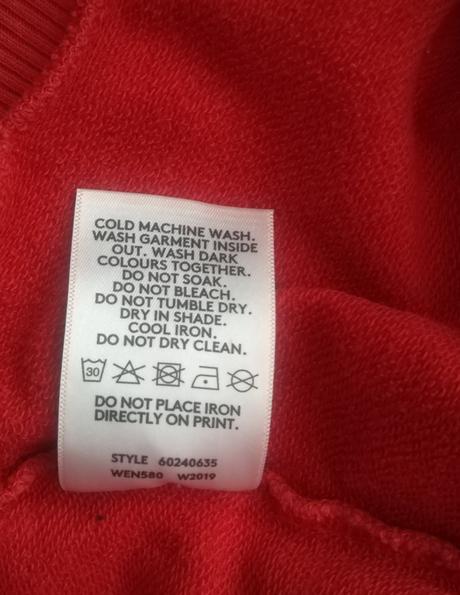 COLD MACHINE WASH.
WASH GARMENT INSIDE
OUT. WASH DARK
COLOURS TOGETHER.
DO NOT SOAK.
DO NOT BLEACH.
DO NOT TUMBLE DRY.
DRY IN SHADE.
COOL IRON.
DO NOT DRY CLEAN.
30
DO NOT PLACE IRON
DIRECTLY ON PRINT.
STYLE 60240635
WEN580 W2019